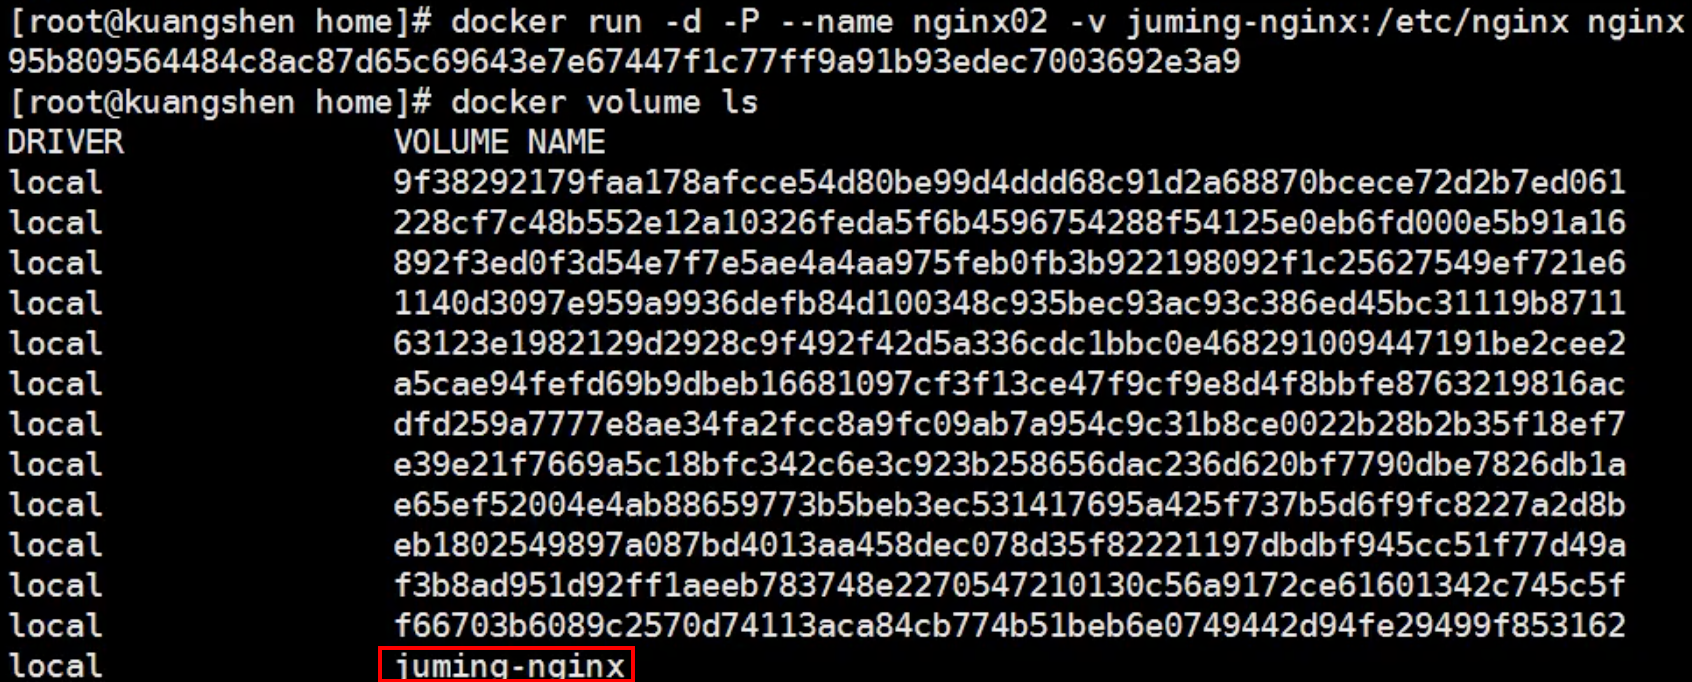 [root@kuangshen home]# docker run -d -P --name nginx02 -v juming-nginx:/etc/nginx nginx
95b809564484c8ac87d65c69643e7e67447f1c77ff9a91b93edec7003692e3a9
[root@kuangshen home]# docker volume ls
DRIVER VOLUME NAME
local 9f38292179faa178afcce54d80be99d4ddd68c91d2a68870bcece72d2b7ed061
local 228cf7c48b552e12a10326feda5f6b4596754288f54125e0eb6fd000e5b91a16
local 892f3ed0f3d54e7f7e5ae4a4aa975feb0fb3b922198092f1c25627549ef721e6
local 1140d3097e959a9936defb84d100348c935bec93ac93c386ed45bc31119b8711
local 63123e1982129d2928c9f492f42d5a336cdc1bbc0e468291009447191be2cee2
local a5cae94fefd69b9dbeb16681097cf3f13ce47f9cf9e8d4f8bbfe8763219816ac
local dfd259a7777e8ae34fa2fcc8a9fc09ab7a954c9c31b8ce0022b28b2b35f18ef7
local e39e21f7669a5c18bfc342c6e3c923b258656dac236d620bf7790dbe7826db1a
local e65ef52004e4ab88659773b5beb3ec531417695a425f737b5d6f9fc8227a2d8b
local eb1802549897a087bd4013aa458dec078d35f82221197dbdbf945cc51f77d49a
local f3b8ad951d92ff1aeeb783748e2270547210130c56a9172ce61601342c745c5f
local f66703b6089c2570d74113aca84cb774b51beb6e0749442d94fe29499f853162
local juming-nginx